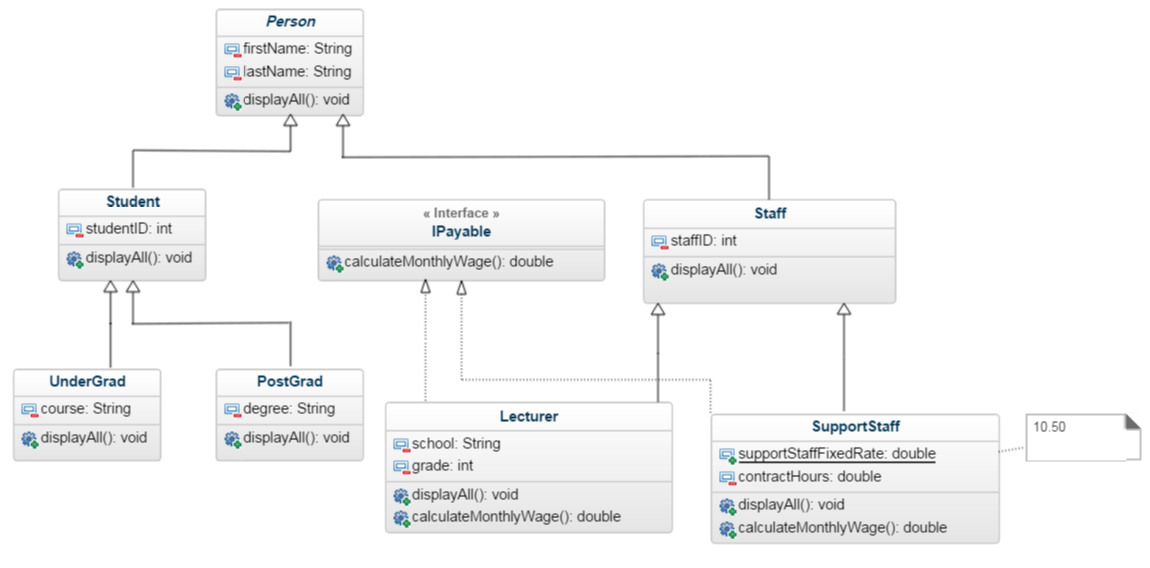 Person
firstName: String
lastName: String
displayAll(): void
Student
studentID: int
displayAll(): void
« Interface »
IPayable
calculateMonthlyWage(): double
Staff
staffID: int
displayAll(): void
UnderGrad
course: String
displayAll(): void
PostGrad
degree: String
displayAll(): void
Lecturer
school: String
grade: int
displayAll(): void
calculateMonthlyWage(): double
SupportStaff
supportStaffFixedRate: double
contractHours: double
displayAll(): void
calculateMonthlyWage(): double
10.50